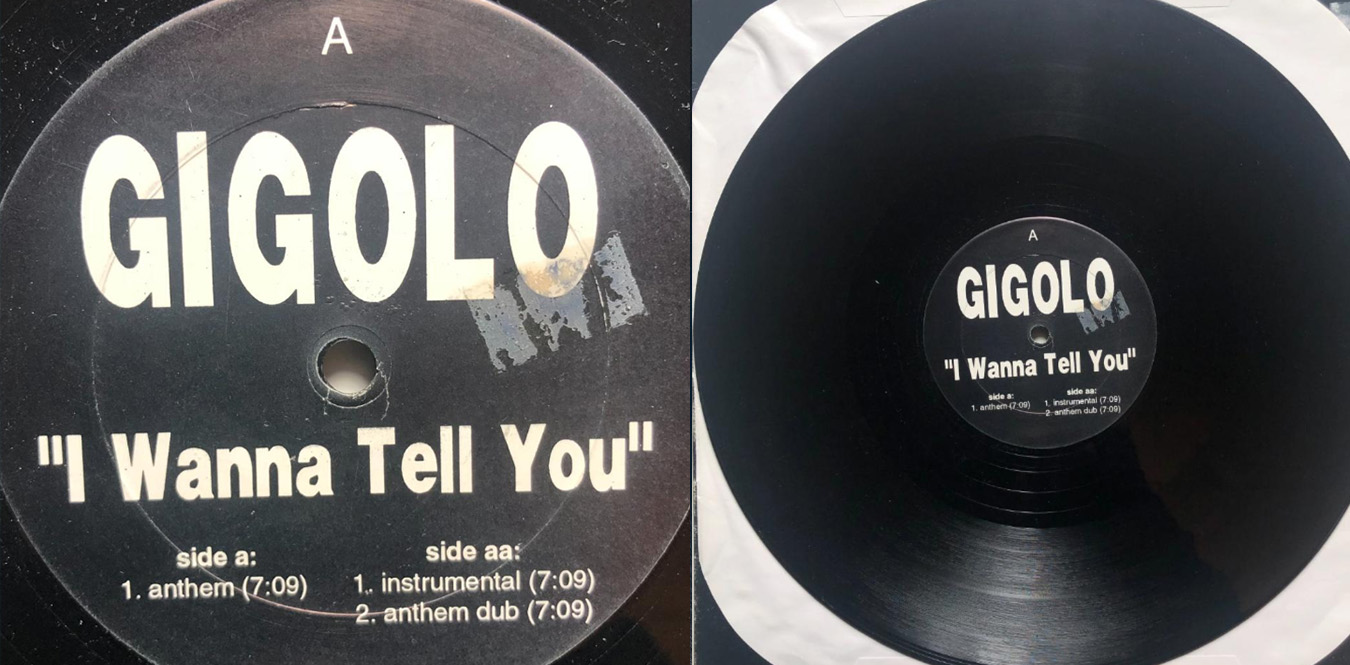 A
GIGOLO
"I Wanna Tell You"
side a:
1. anthem (7:09)
side aa:
1. instrumental (7:09)
2. anthem dub (7:09)
A
GIGOLO
"I Wanna Tell You"
side a:
1. anthem (7:09)
side aa:
1. instrumental (7:09)
2. anthem dub (7:09)